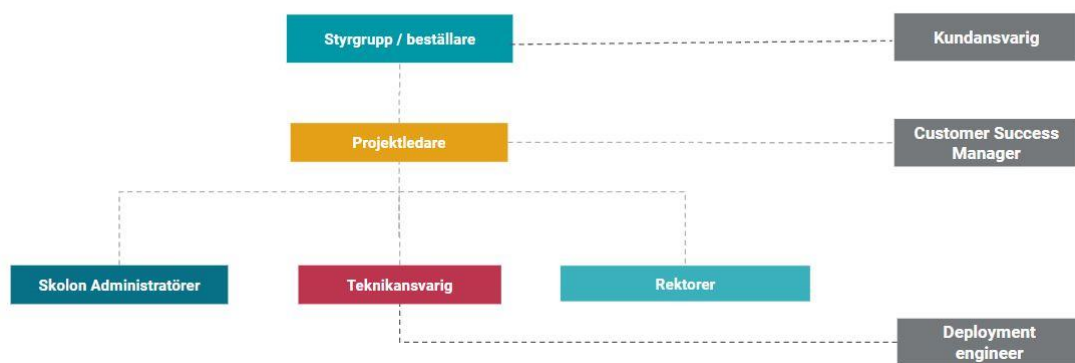 Styrgrupp / beställare
Kundansvarig
Projektledare
Customer Success
Manager
Skolon Administratörer
Teknikansvarig
Rektorer
Deployment
engineer